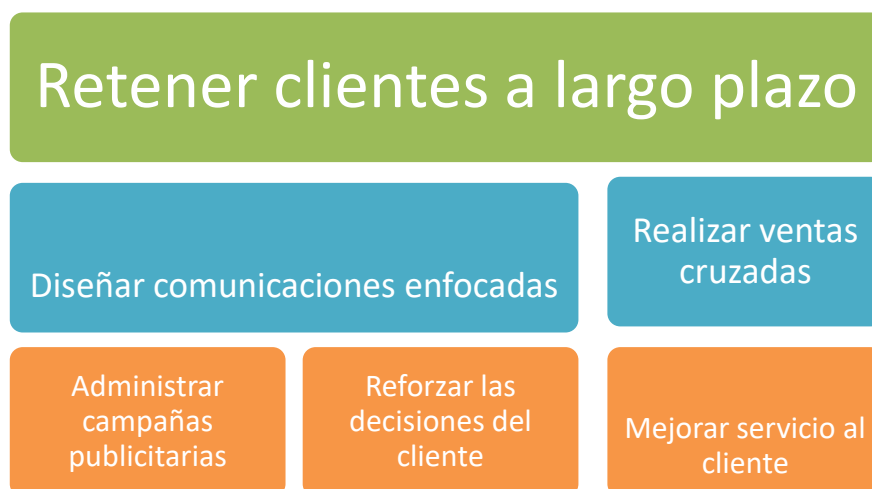 Retener clientes a largo plazo
Diseñar comunicaciones enfocadas
Realizar ventas
cruzadas
Administrar
campañas
publicitarias
Reforzar las
decisiones del
cliente
Mejorar servicio al
cliente